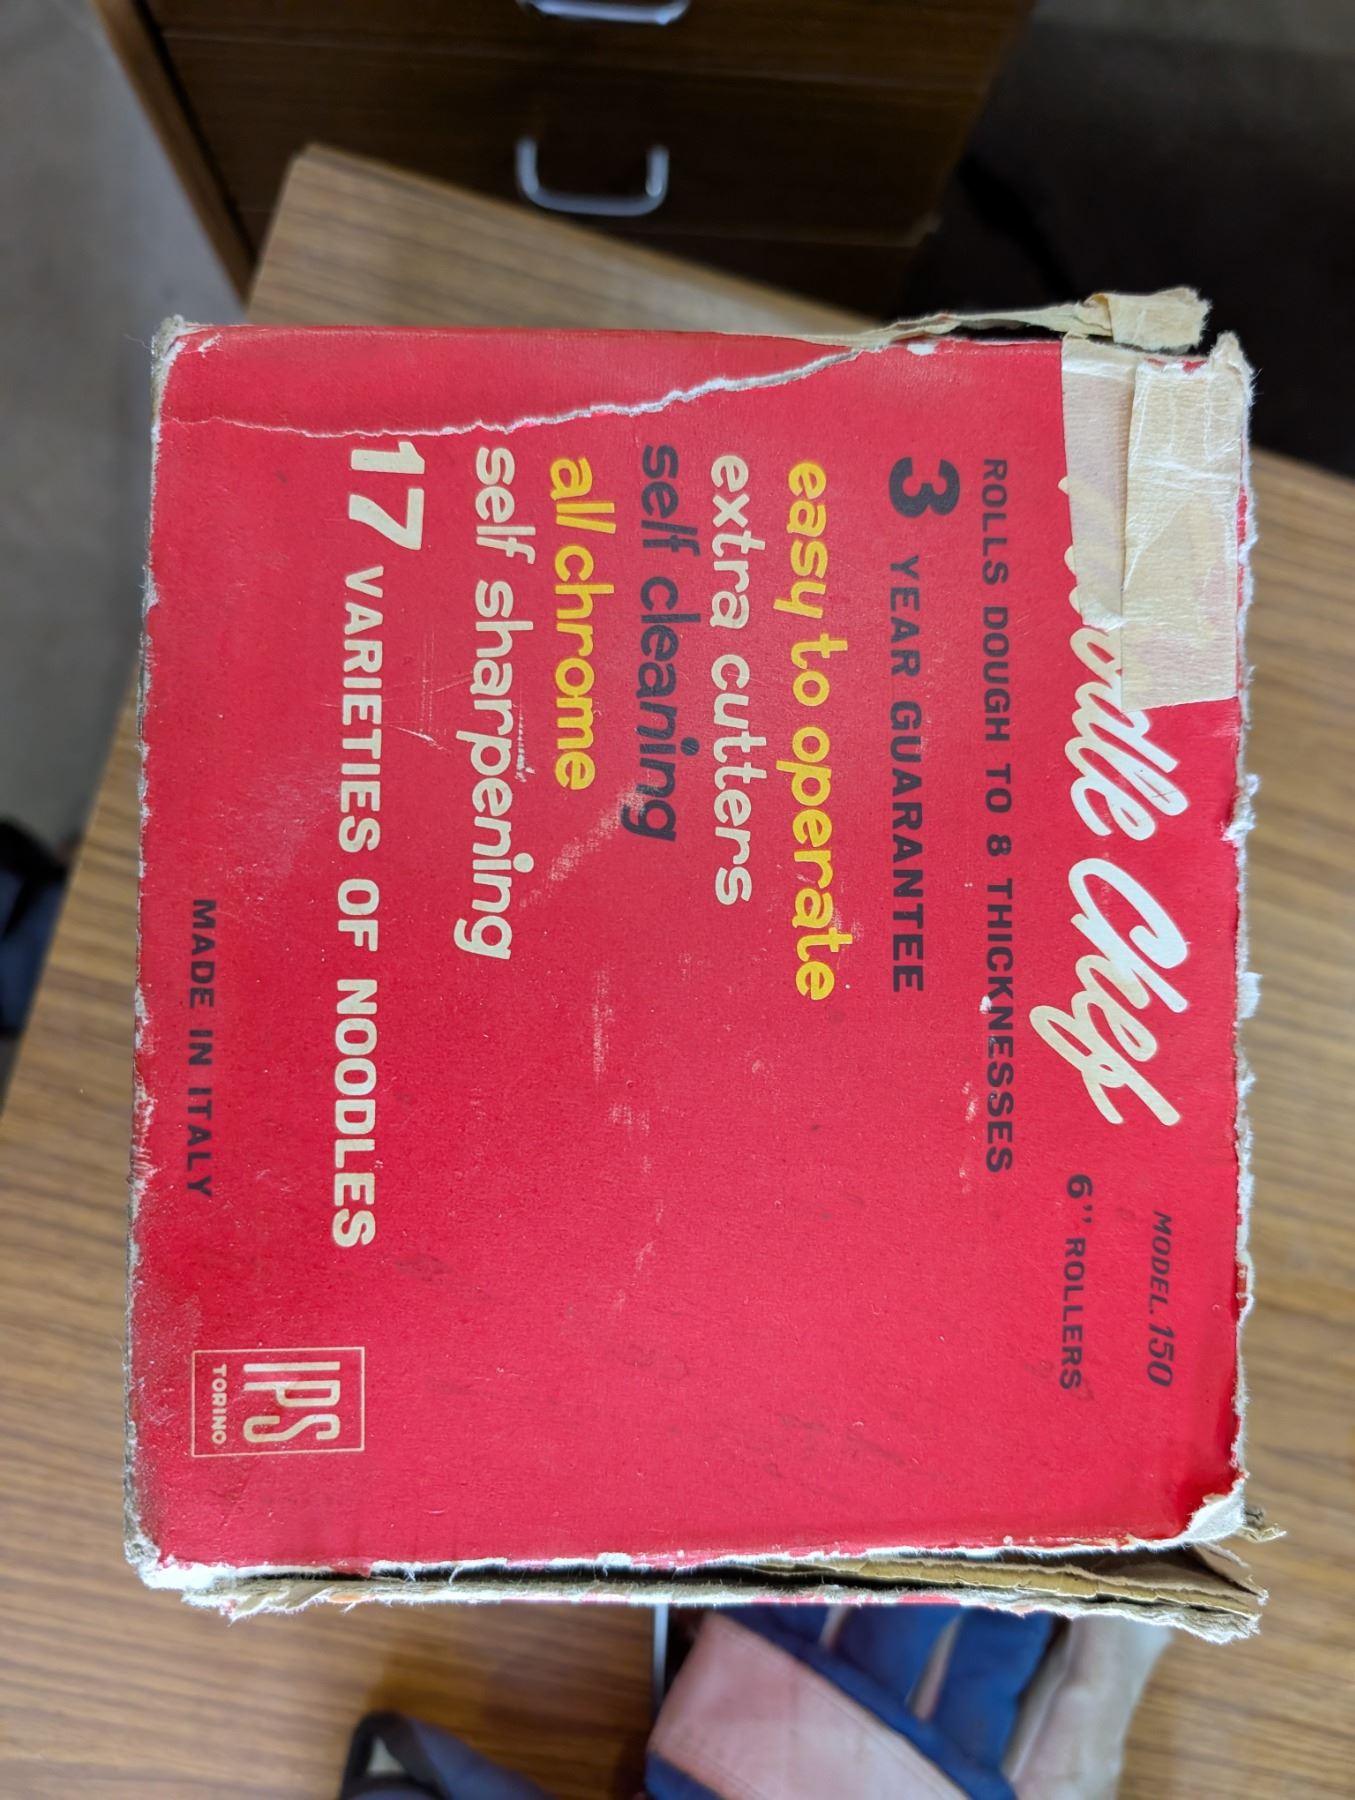 Chef
MODEL. 150
6" ROLLERS
ROLLS DOUGH TO 8 THICKNESSES
3 YEAR GUARANTEE
easy to operate
extra cutters
self cleaning
all chrome
self sharpening
17 VARIETIES OF NOODLES
MADE IN ITALY
IPS
TORINO